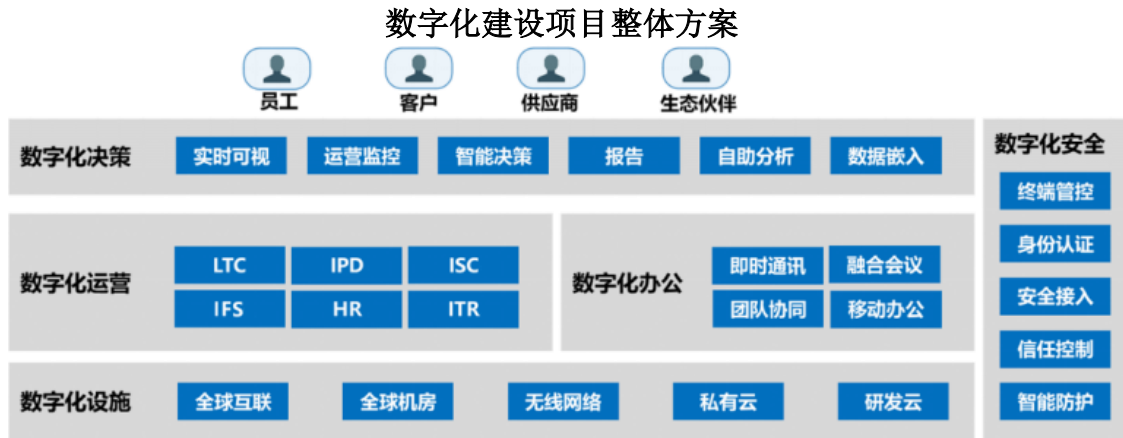 数字化建设项目整体方案
员工 客户 供应商 生态伙伴
数字化决策 实时可视 运营监控 智能决策 报告 自助分析 数据嵌入
数字化运营
LTC IPD ISC
IFS HR ITR
数字化办公
即时通讯 融合会议
团队协同 移动办公
数字化设施 全球互联 全球机房 无线网络 私有云 研发云
数字化安全
终端管控
身份认证
安全接入
信任控制
智能防护